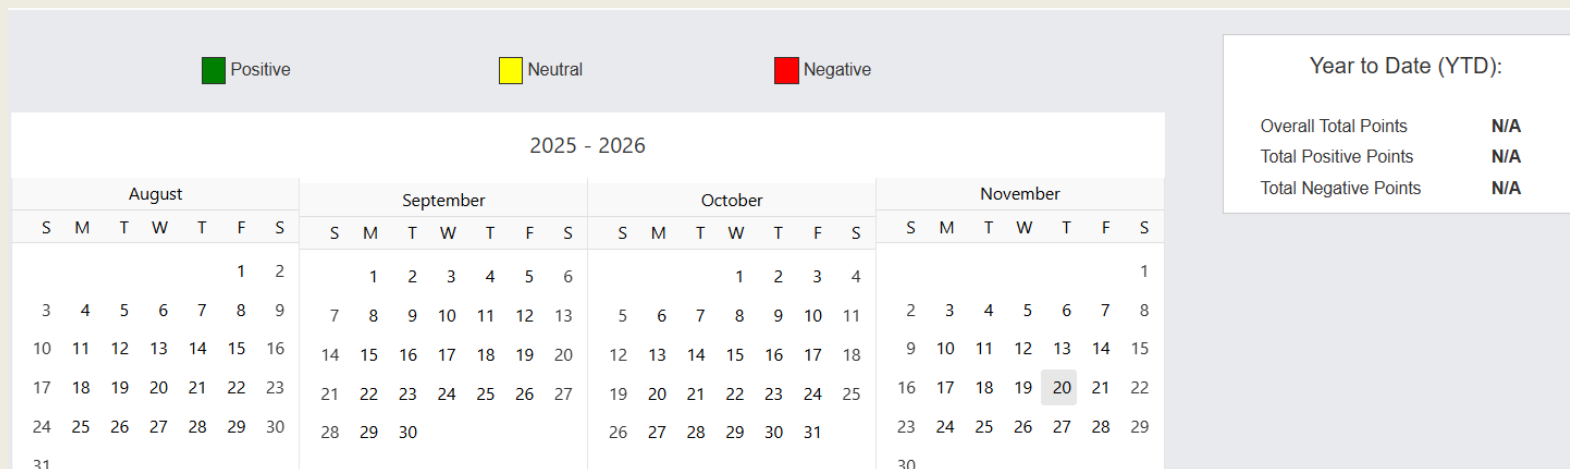 Positive Neutral Negative
Year to Date (YTD):
Overall Total Points N/A
Total Positive Points N/A
Total Negative Points N/A
2025 - 2026
August
S M T W T F S
1 2
3 4 5 6 7 8 9
10 11 12 13 14 15 16
17 18 19 20 21 22 23
24 25 26 27 28 29 30
31
September
S M T W T F S
1 2 3 4 5 6
7 8 9 10 11 12 13
14 15 16 17 18 19 20
21 22 23 24 25 26 27
28 29 30
October
S M T W T F S
1 2 3 4
5 6 7 8 9 10 11
12 13 14 15 16 17 18
19 20 21 22 23 24 25
26 27 28 29 30 31
November
S M T W T F S
1
2 3 4 5 6 7 8
9 10 11 12 13 14 15
16 17 18 19 20 21 22
23 24 25 26 27 28 29
30